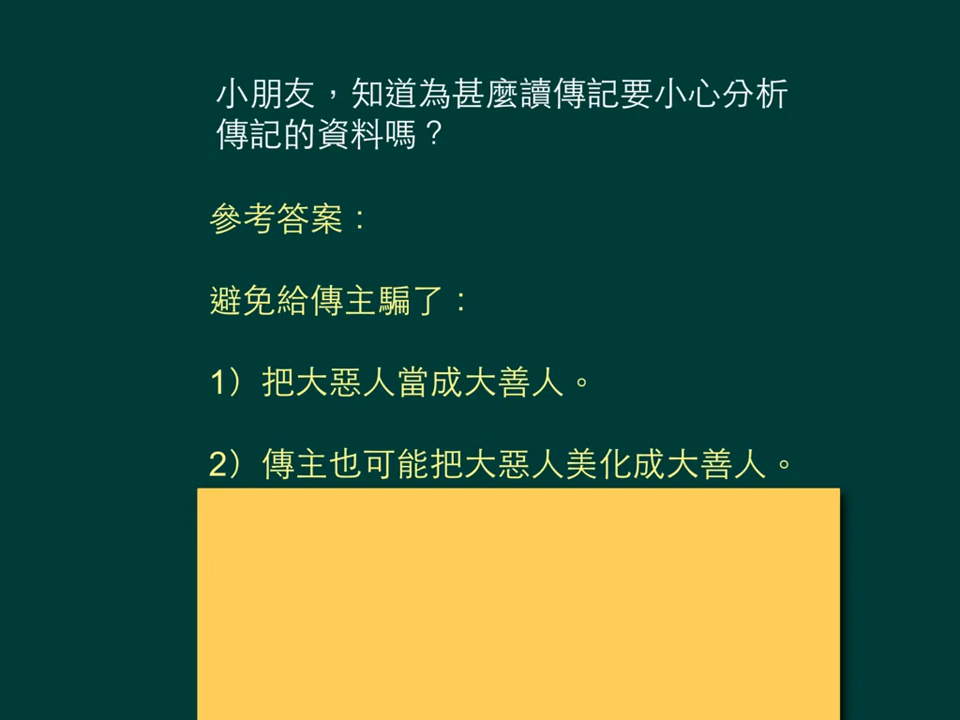 小朋友，知道為甚麼讀傳記要小心分析
傳記的資料嗎？
參考答案：
避免給傳主騙了：
1）把大惡人當成大善人。
2）傳主也可能把大惡人美化成大善人。